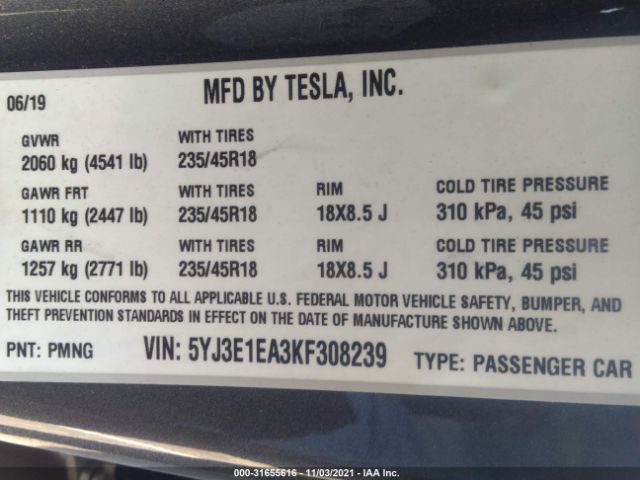 06/19 MFD BY TESLA, INC.
GVWR WITH TIRES
2060 kg (4541 lb) 235/45R18
GAWR FRT WITH TIRES RIM COLD TIRE PRESSURE
1110 kg (2447 lb) 235/45R18 18X8.5 J 310 kPa, 45 psi
GAWR RR WITH TIRES RIM COLD TIRE PRESSURE
1257 kg (2771 lb) 235/45R18 18X8.5 J 310 kPa, 45 psi
THIS VEHICLE CONFORMS TO ALL APPLICABLE U.S. FEDERAL MOTOR VEHICLE SAFETY, BUMPER, AND
THEFT PREVENTION STANDARDS IN EFFECT ON THE DATE OF MANUFACTURE SHOWN ABOVE.
PNT: PMNG VIN: 5YJ3E1EA3KF308239 TYPE: PASSENGER CAR
000-31655616 - 11/03/2021 - IAA Inc.